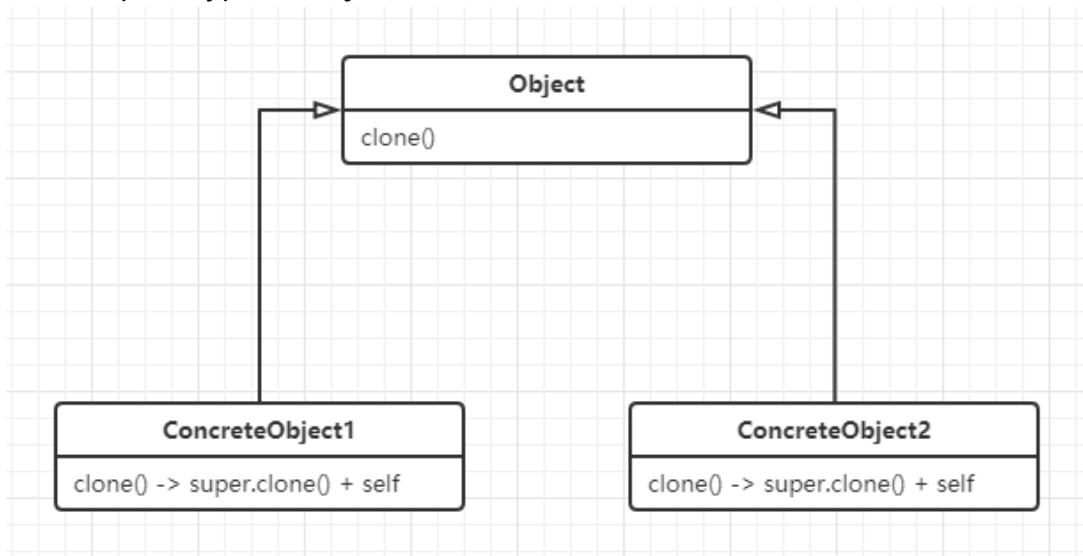 Object
clone()
ConcreteObject1
clone() -> super.clone() + self
ConcreteObject2
clone() -> super.clone() + self